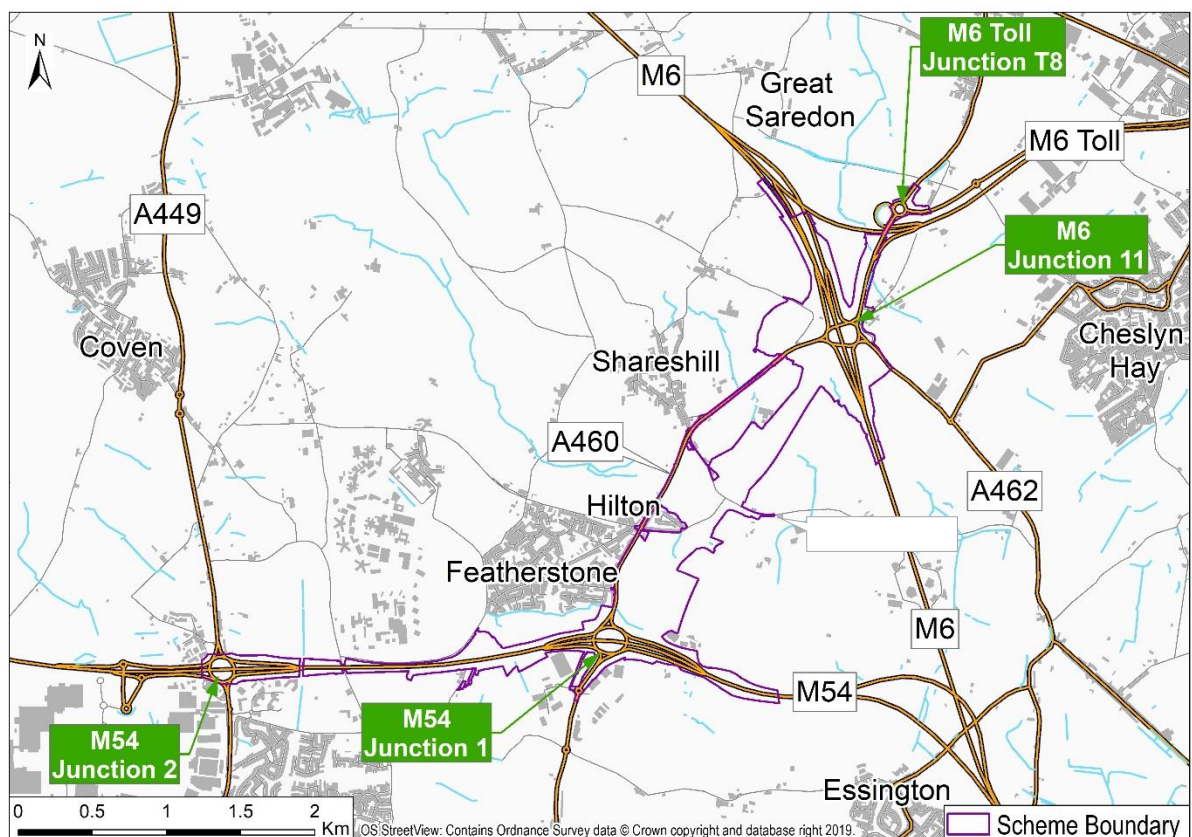 N
M6 Toll
Junction T8
M6
Great
Saredon
M6 Toll
A449
M6
Junction 11
Coven
Shareshill
Cheslyn
Hay
A460
A462
Hilton
Featherstone
M6
M54
M54
Junction 2
M54
Junction 1
Essington
0 0.5 1 2
Km
OS StreetView: Contains Ordnance Survey data © Crown copyright and database right 2019.
Scheme Boundary